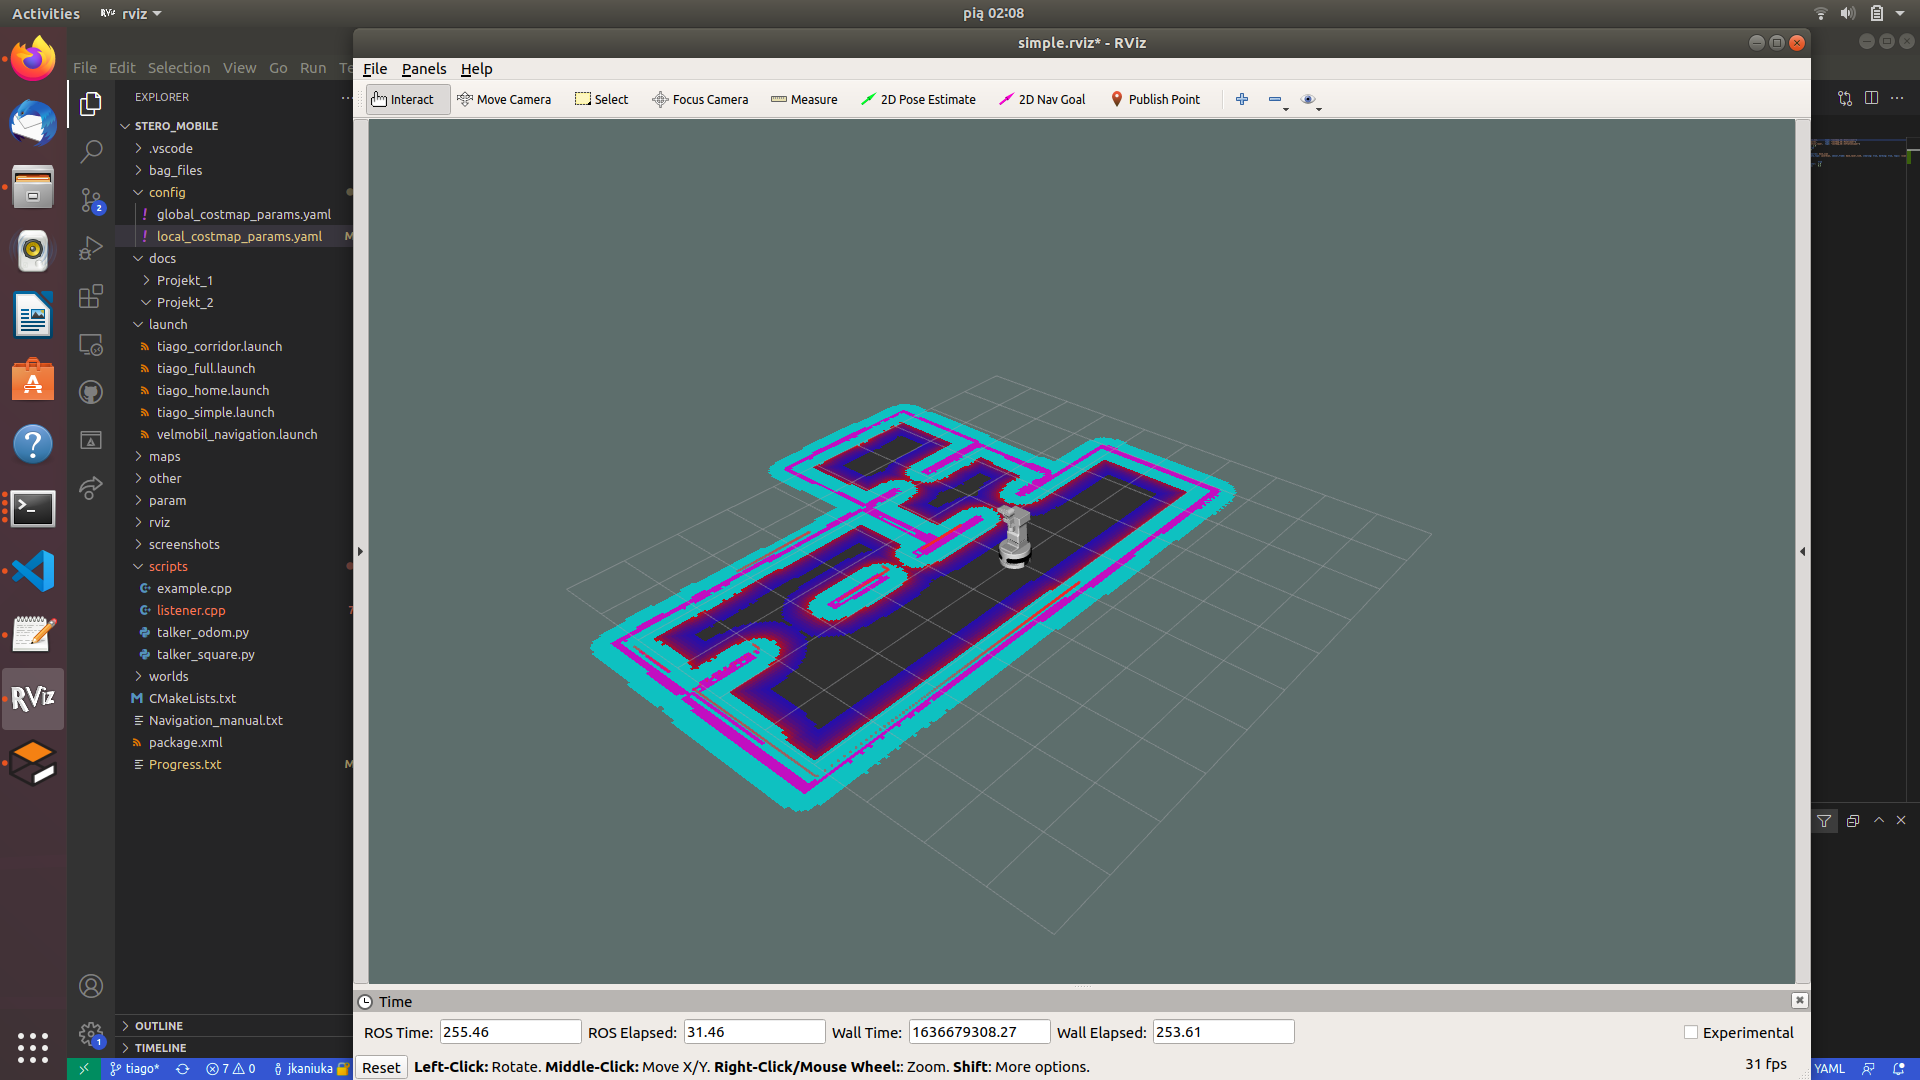 Activities
RViz rviz
pią 02:08
simple.rviz* - RViz
File Edit Selection View Go Run Te
File Panels Help
Interact Move Camera Select Focus Camera Measure 2D Pose Estimate 2D Nav Goal Publish Point
EXPLORER
STERO_MOBILE
.vscode
bag_files
config
! global_costmap_params.yaml
! local_costmap_params.yaml M
docs
Projekt_1
Projekt_2
launch
tiago_corridor.launch
tiago_full.launch
tiago_home.launch
tiago_simple.launch
velmobil_navigation.launch
maps
other
param
rviz
screenshots
scripts
example.cpp
listener.cpp 7
talker_odom.py
talker_square.py
worlds
M CMakeLists.txt
Navigation_manual.txt
package.xml
Progress.txt M
2
1
RViz
OUTLINE
TIMELINE
tiago* 7 0 jkaniuka
Time
ROS Time: 255.46 ROS Elapsed: 31.46 Wall Time: 1636679308.27 Wall Elapsed: 253.61 Experimental
Reset Left-Click: Rotate. Middle-Click: Move X/Y. Right-Click/Mouse Wheel:: Zoom. Shift: More options. 31 fps
YAML